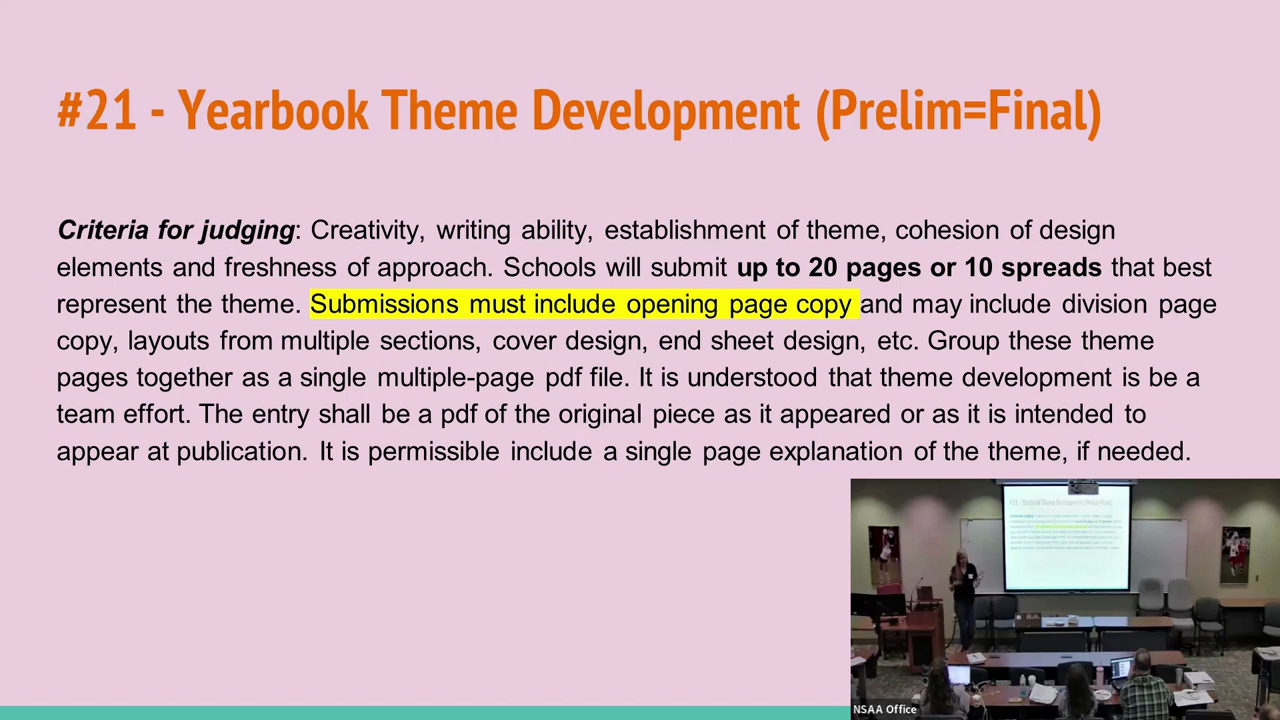 #21 - Yearbook Theme Development (Prelim=Final)
Criteria for judging: Creativity, writing ability, establishment of theme, cohesion of design
elements and freshness of approach. Schools will submit up to 20 pages or 10 spreads that best
represent the theme. Submissions must include opening page copy and may include division page
copy, layouts from multiple sections, cover design, end sheet design, etc. Group these theme
pages together as a single multiple-page pdf file. It is understood that theme development is be a
team effort. The entry shall be a pdf of the original piece as it appeared or as it is intended to
appear at publication. It is permissible include a single page explanation of the theme, if needed.
#21 - Yearbook Theme Development (Prelim=Final)
NSAA Office